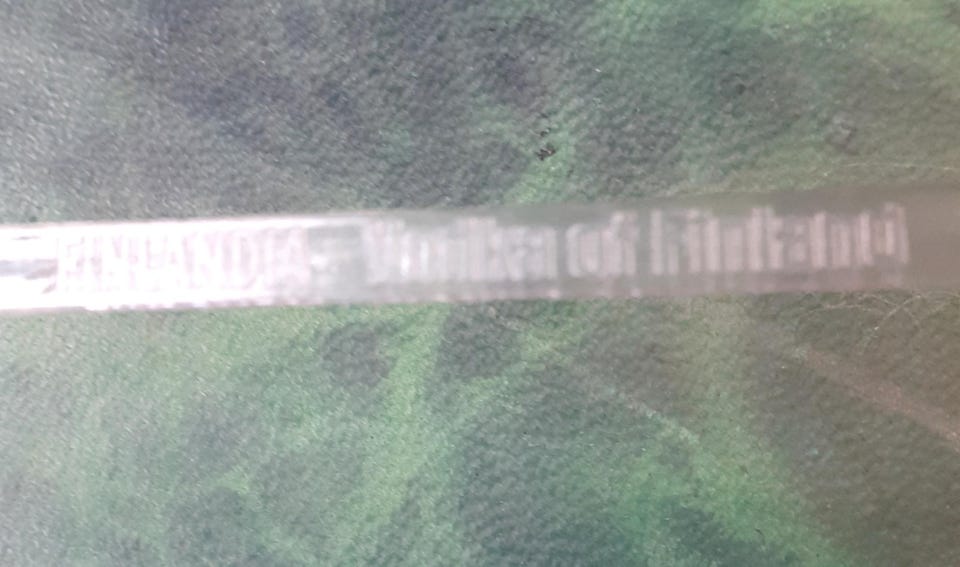 FINLANDIA - Vodka of Finland